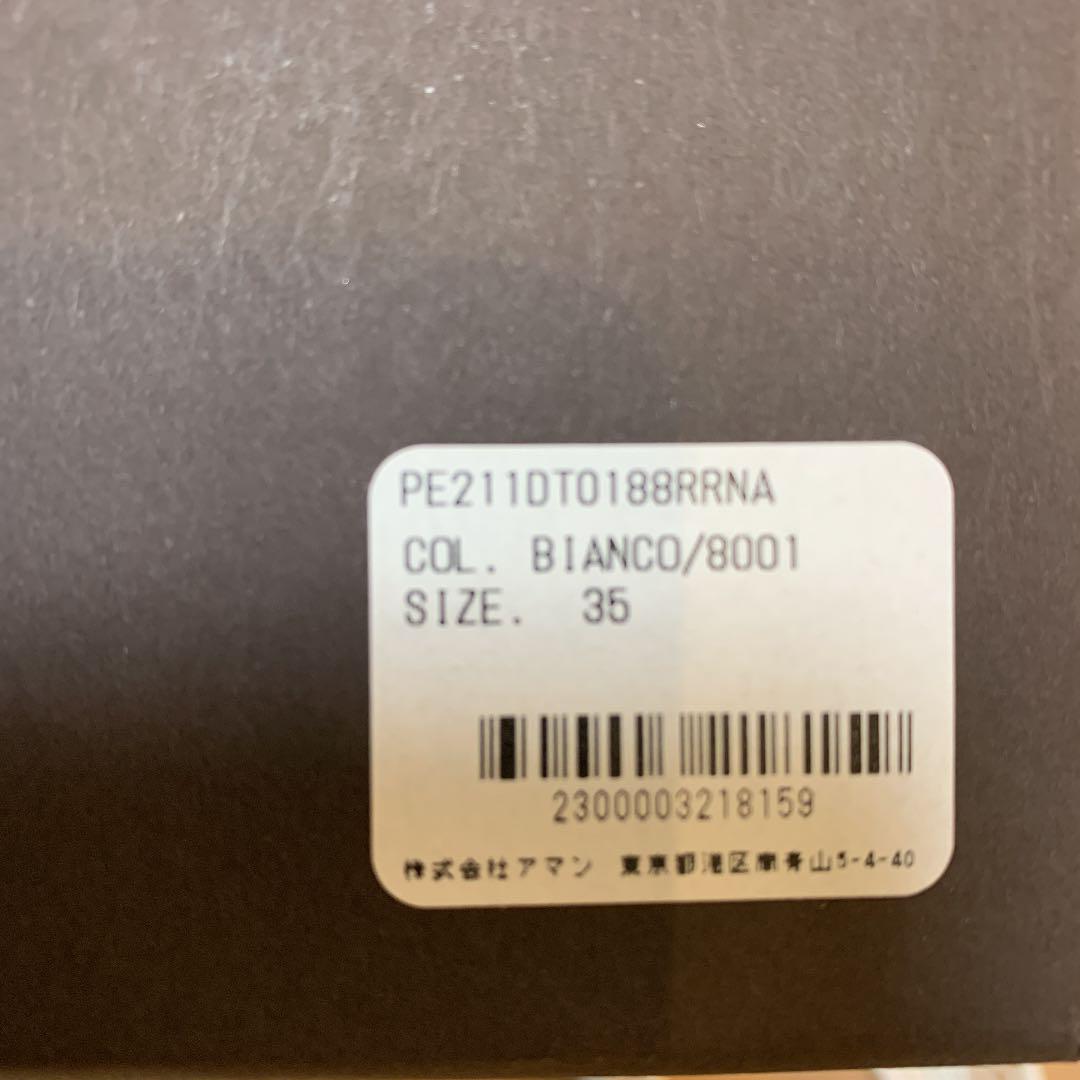 PE211DT0188RRNA
COL. BIANCO/8001
SIZE. 35
2300003218159
株式会社アマン 東京都港区南青山5-4-40